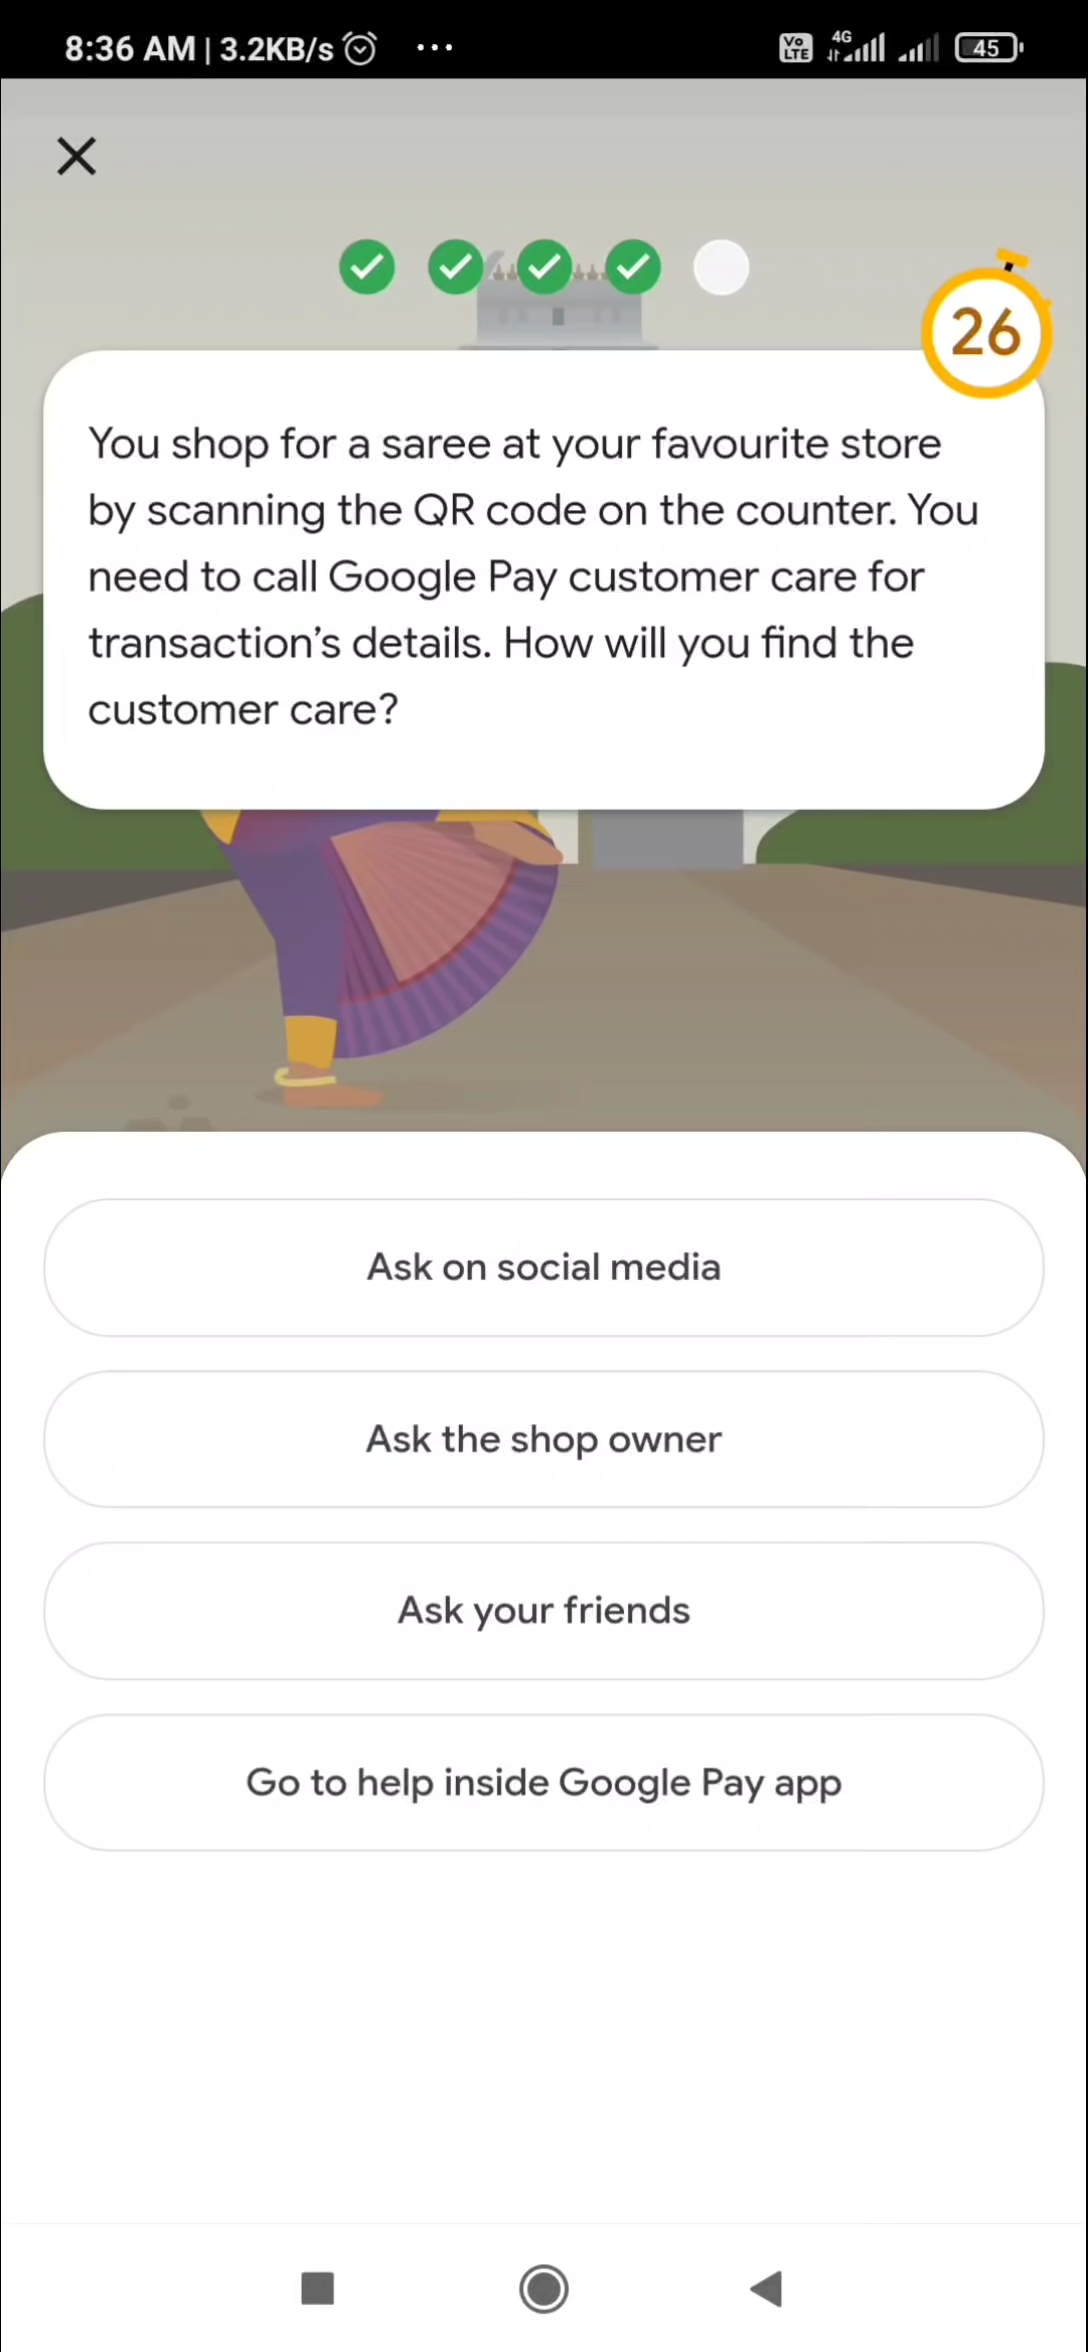 8:36 AM | 3.2KB/s ... Vo LTE 4G 45
26
You shop for a saree at your favourite store
by scanning the QR code on the counter. You
need to call Google Pay customer care for
transaction’s details. How will you find the
customer care?
Ask on social media
Ask the shop owner
Ask your friends
Go to help inside Google Pay app